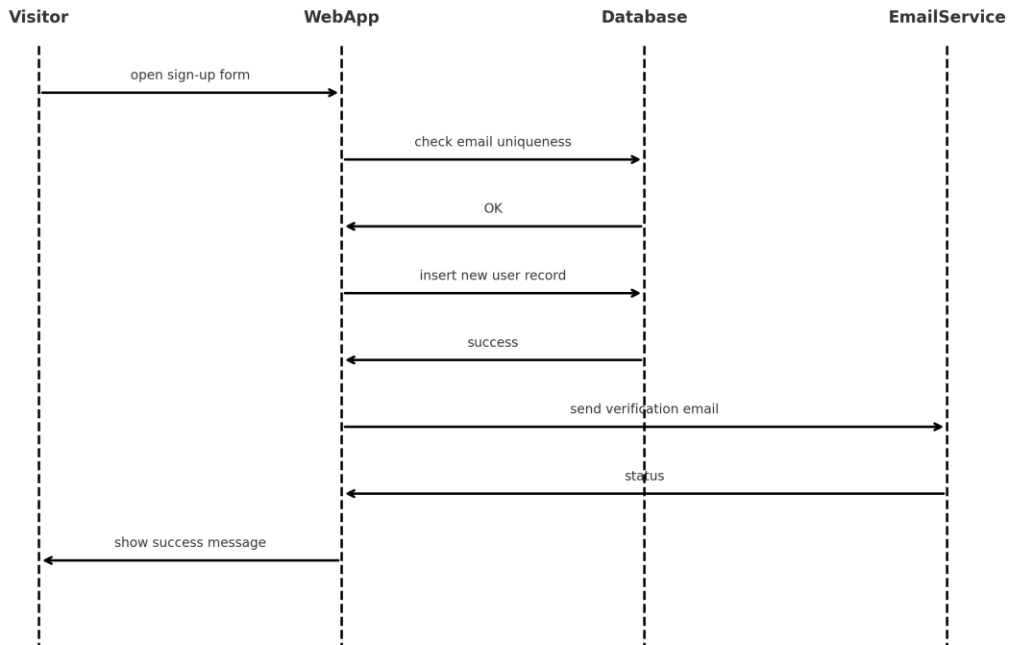 Visitor WebApp Database EmailService
open sign-up form
check email uniqueness
OK
insert new user record
success
send verification email
status
show success message